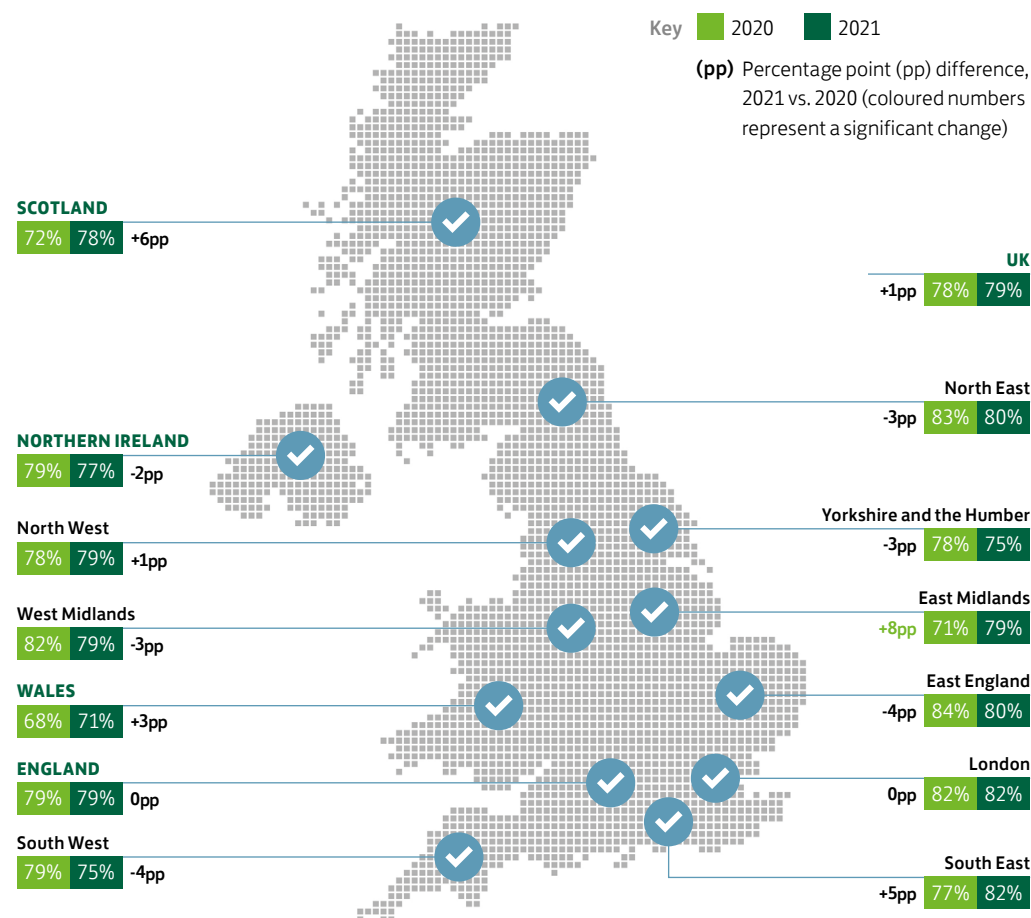 Key 2020 2021
(pp) Percentage point (pp) difference,
2021 vs. 2020 (coloured numbers
represent a significant change)
SCOTLAND
72% 78% +6pp
NORTHERN IRELAND
79% 77% -2pp
North West
78% 79% +1pp
West Midlands
82% 79% -3pp
WALES
68% 71% +3pp
ENGLAND
79% 79% 0pp
South West
79% 75% -4pp
UK
+1pp 78% 79%
North East
-3pp 83% 80%
Yorkshire and the Humber
-3pp 78% 75%
East Midlands
+8pp 71% 79%
East England
-4pp 84% 80%
London
0pp 82% 82%
South East
+5pp 77% 82%